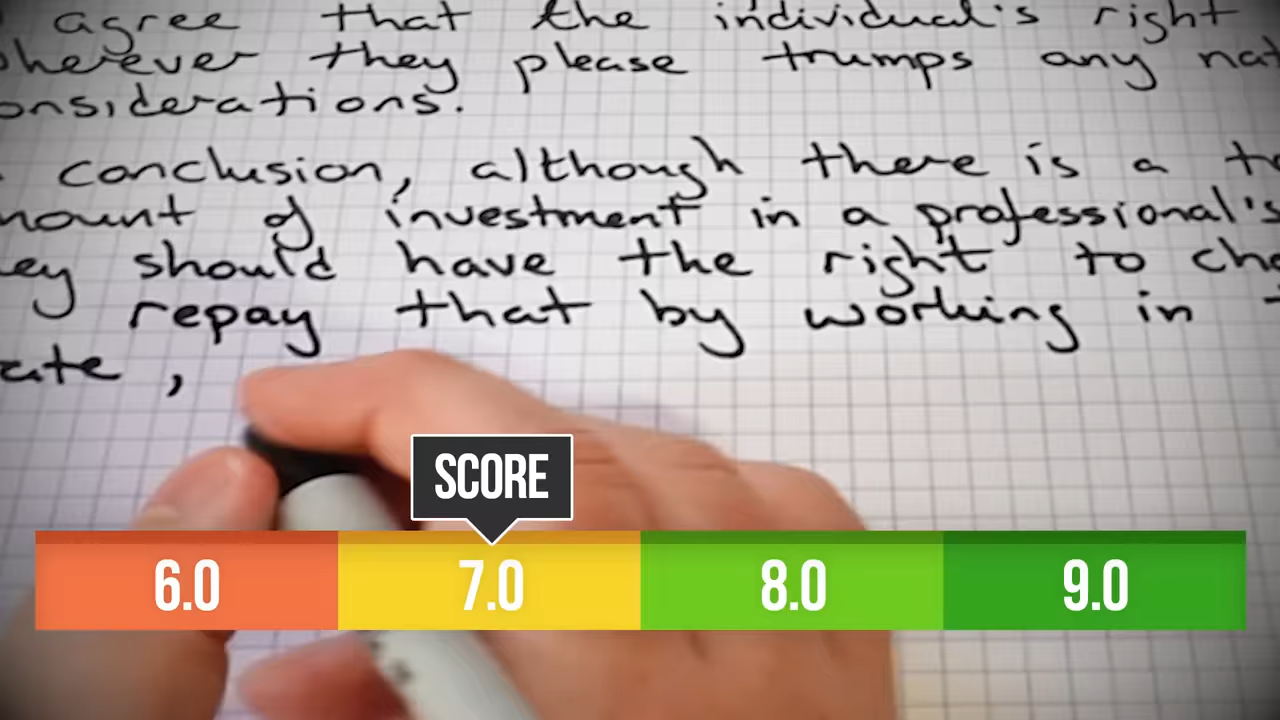 agree that the individual's right
wherever they please trumps any nat
onsiderations.
conclusion, although there is a
mount of investment in a professional's
ey should have the right to cho
repay that by working in
ate ,
SCORE
6.0 7.0 8.0 9.0